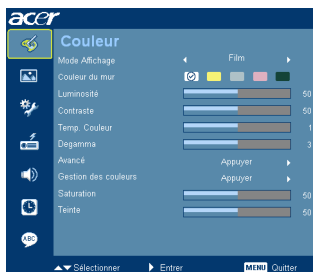 acer
Couleur
Mode Affichage Film
Couleur du mur
Luminosité 50
Contraste 50
Temp. Couleur 1
Degamma 3
Avancé Appuyer
Gestion des couleurs Appuyer
Saturation 50
Teinte 50
ABC
Sélectionner Entrer MENU Quitter